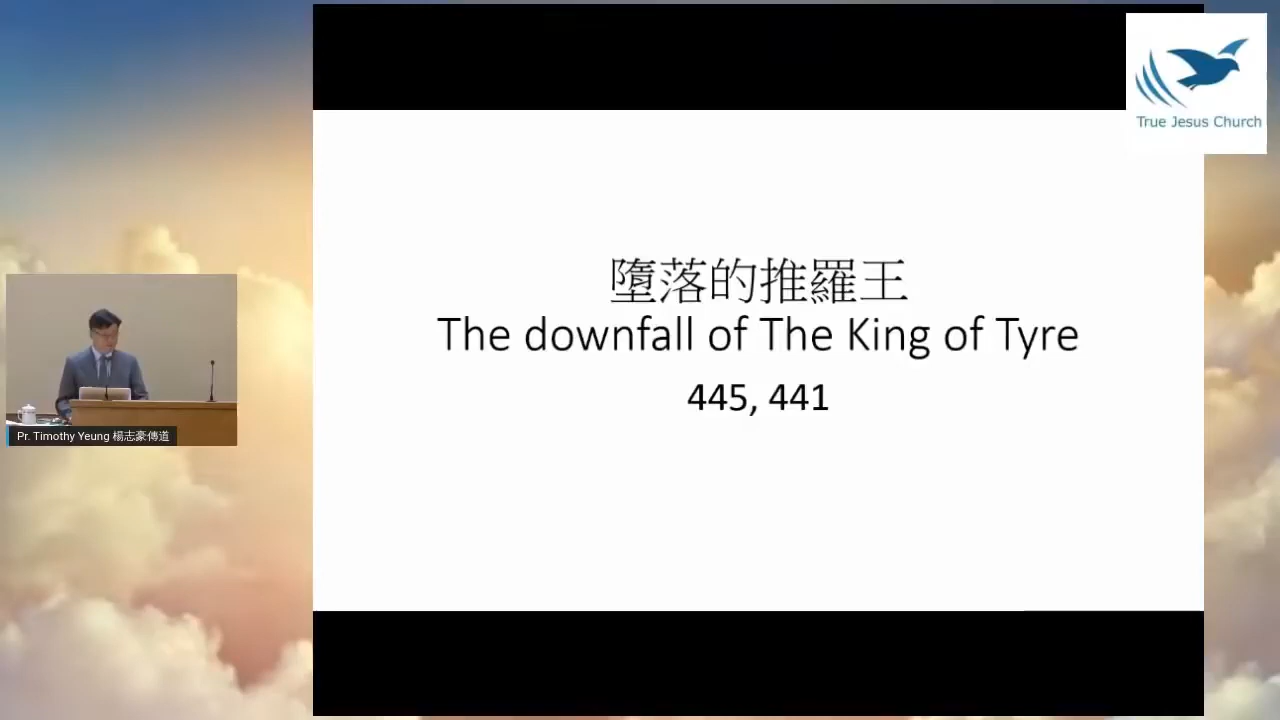 True Jesus Church
墮落的推羅王
The downfall of The King of Tyre
445, 441
Pr. Timothy Yeung 楊志豪傳道